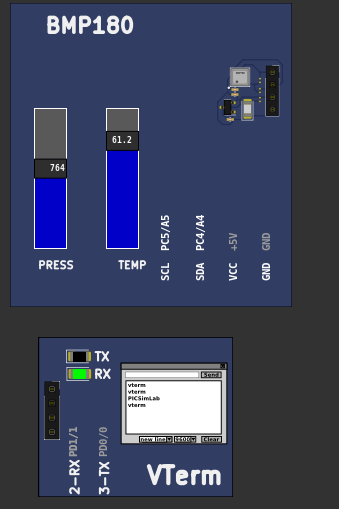 BMP180
61.2
764
PRESS
TEMP
SCL PC5/A5
SDA PC4/A4
VCC +5V
GND GND
TX
RX
Send
vterm
vterm
PICSimLab
vterm
new line
9600
Clear
2-RX PD1/1
3-TX PD0/0
VTerm